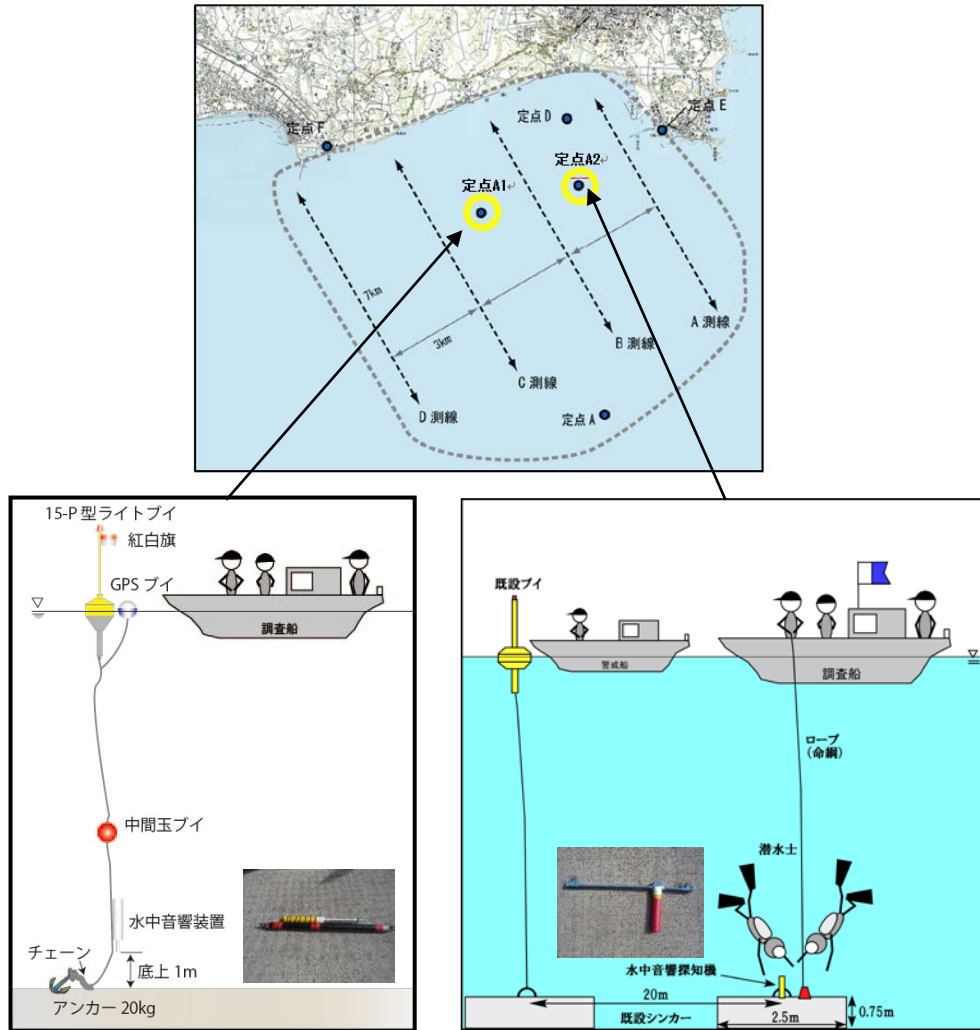 定点F
定点D
定点E
定点A1
定点A2
7km
3km
A 測線
B 測線
C 測線
D 測線
定点A
15-P 型ライトブイ
紅白旗
GPS ブイ
調査船
中間玉ブイ
水中音響装置
チェーン
底上 1m
アンカー 20kg
既設ブイ
警戒船
調査船
ロープ
(命綱)
潜水士
水中音響探知機
20m
既設シンカー
2.5m
0.75m